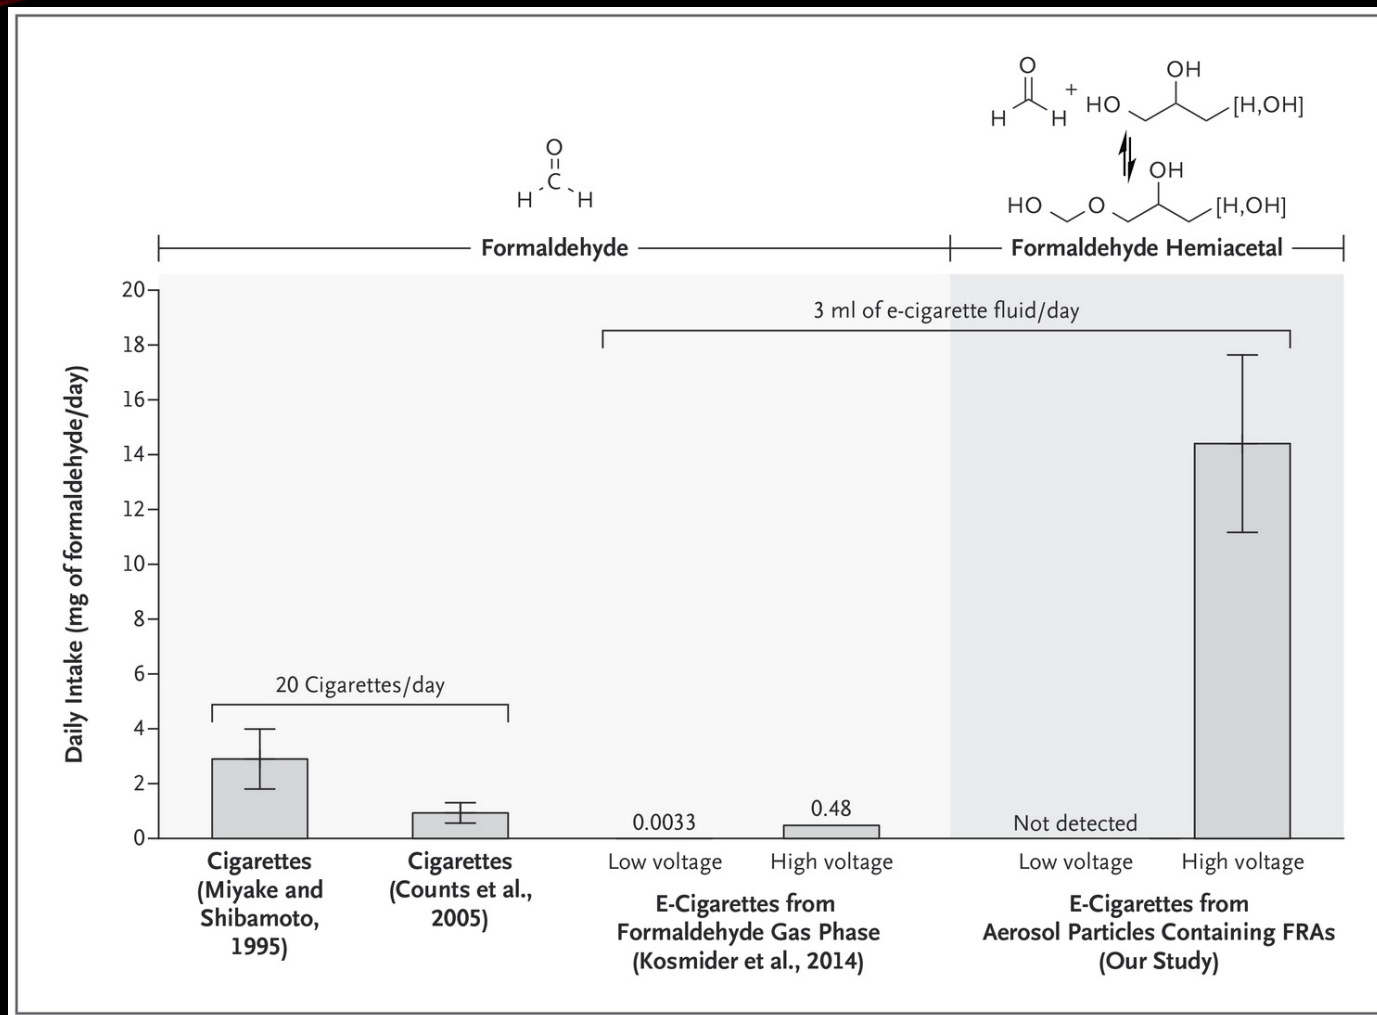 O
H
H
+
HO
OH
[H,OH]
O
C
H
H
HO
O
OH
[H,OH]
Formaldehyde
Formaldehyde Hemiacetal
Daily Intake (mg of formaldehyde/day)
20
18
16
14
12
10
8
6
4
2
0
3 ml of e-cigarette fluid/day
20 Cigarettes/day
0.0033
0.48
Not detected
Cigarettes
(Miyake and
Shibamoto,
1995)
Cigarettes
(Counts et al.,
2005)
Low voltage
High voltage
E-Cigarettes from
Formaldehyde Gas Phase
(Kosmider et al., 2014)
Low voltage
High voltage
E-Cigarettes from
Aerosol Particles Containing FRAs
(Our Study)